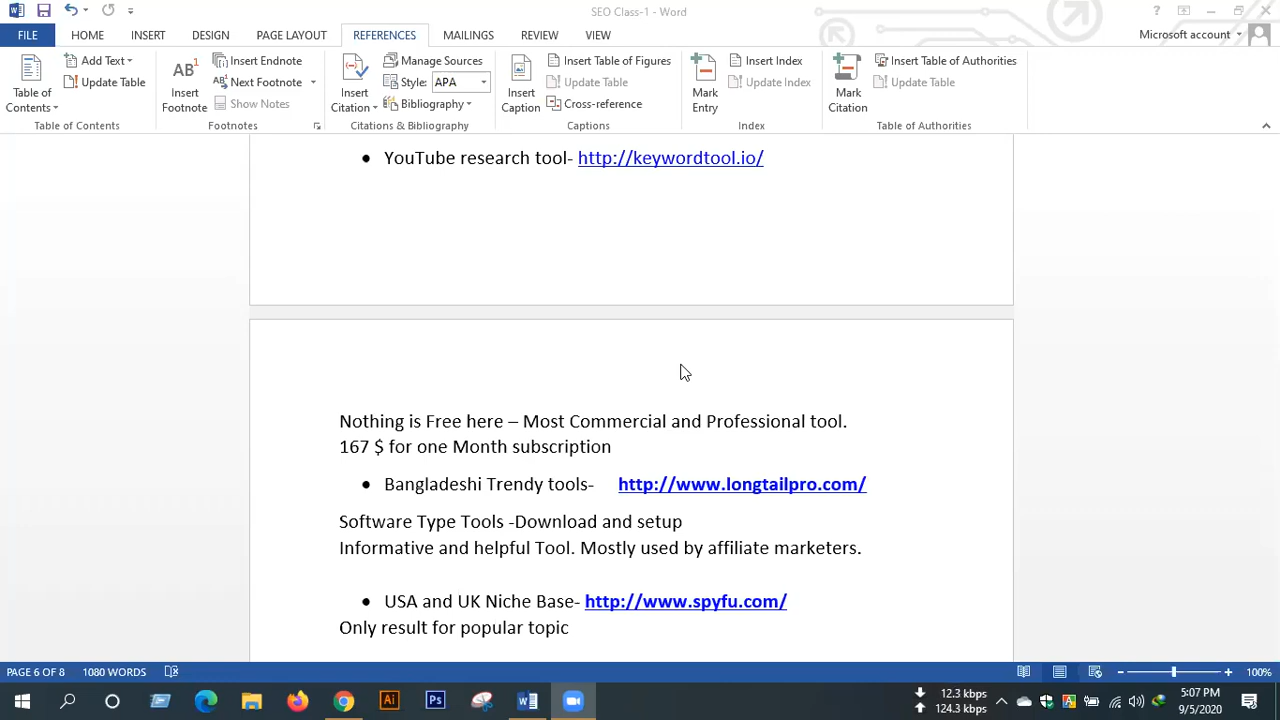 SEO Class-1 - Word
FILE HOME INSERT DESIGN PAGE LAYOUT REFERENCES MAILINGS REVIEW VIEW Microsoft account
Add Text
Update Table
Table of Contents
Table of Contents
AB1
Insert Footnote
Insert Endnote
AB1 Next Footnote
Show Notes
Footnotes
Insert Citation
Manage Sources
Style: APA
Bibliography
Citations & Bibliography
Insert Caption
Insert Table of Figures
Update Table
Cross-reference
Captions
Mark Entry
Insert Index
Update Index
Index
Mark Citation
Insert Table of Authorities
Update Table
Table of Authorities
• YouTube research tool- http://keywordtool.io/
Nothing is Free here – Most Commercial and Professional tool.
167 $ for one Month subscription
• Bangladeshi Trendy tools- http://www.longtailpro.com/
Software Type Tools -Download and setup
Informative and helpful Tool. Mostly used by affiliate marketers.
• USA and UK Niche Base- http://www.spyfu.com/
Only result for popular topic
PAGE 6 OF 8 1080 WORDS 100%
Ai Ps 12.3 kbps 5:07 PM
124.3 kbps 9/5/2020